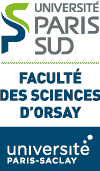 UNIVERSITÉ
PARIS
SUD
FACULTÉ
DES SCIENCES
D'ORSAY
université
PARIS-SACLAY